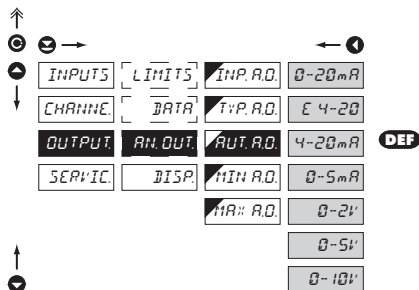 INPUTS LIMITS INP. A.O. 0-20mA
CHANNE. DATA TYP. A.O. E 4-20
OUTPUT. AN. OUT. AUT. A.O. 4-20mA DEF
SERVIC. DISP. MIN A.O. 0-5mA
MAX A.O. 0-2V
0-5V
0-10V